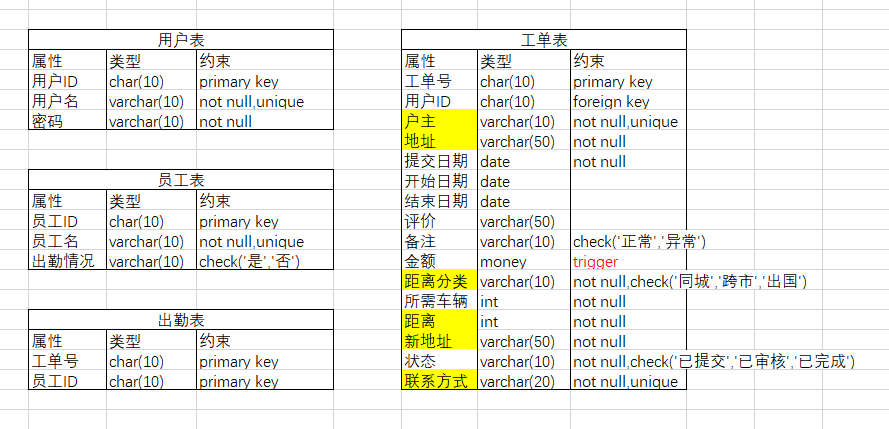 用户表
属性 类型 约束
用户ID char(10) primary key
用户名 varchar(10) not null,unique
密码 varchar(10) not null
员工表
属性 类型 约束
员工ID char(10) primary key
员工名 varchar(10) not null,unique
出勤情况 varchar(10) check('是','否')
出勤表
属性 类型 约束
工单号 char(10) primary key
员工ID char(10) primary key
工单表
属性 类型 约束
工单号 char(10) primary key
用户ID char(10) foreign key
户主 varchar(10) not null,unique
地址 varchar(50) not null
提交日期 date not null
开始日期 date
结束日期 date
评价 varchar(50)
备注 varchar(10) check('正常','异常')
金额 money trigger
距离分类 varchar(10) not null,check('同城','跨市','出国')
所需车辆 int not null
距离 int not null
新地址 varchar(50) not null
状态 varchar(10) not null,check('已提交','已审核','已完成')
联系方式 varchar(20) not null,unique